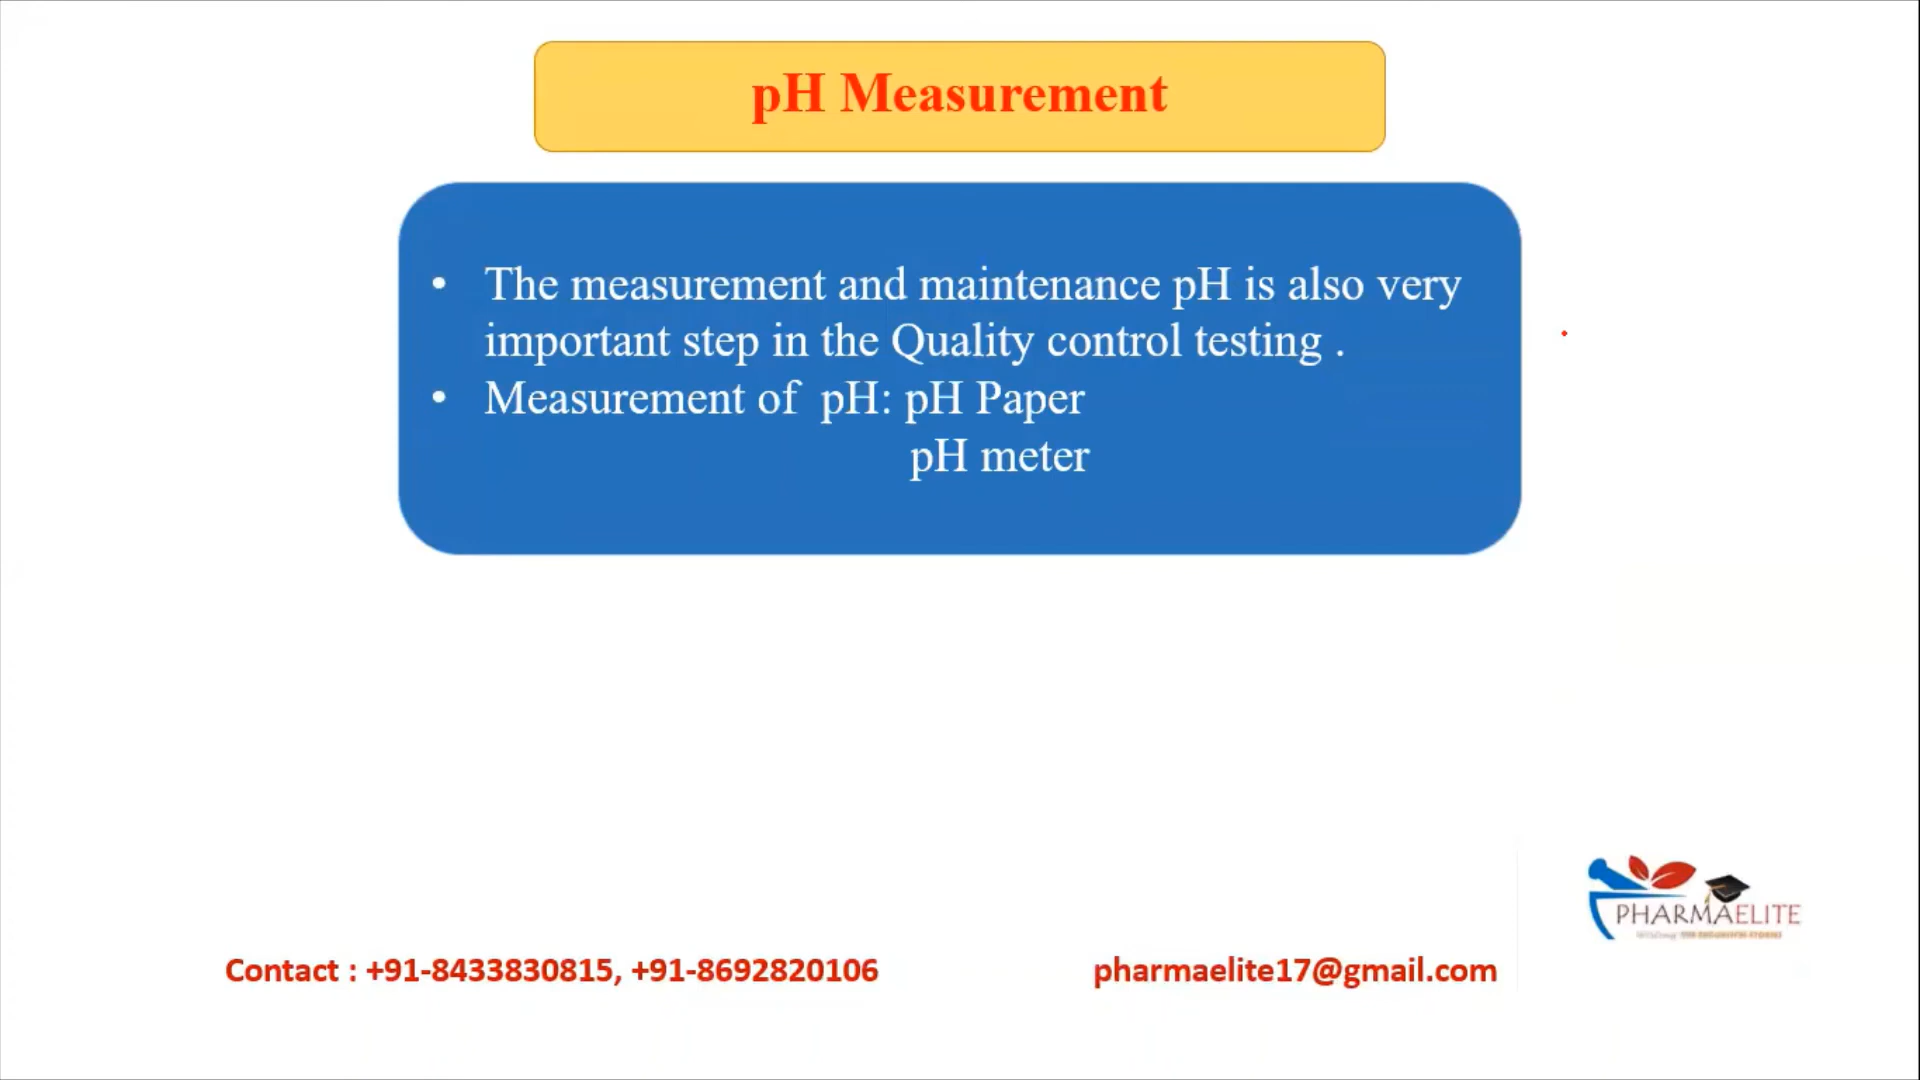 pH Measurement
• The measurement and maintenance pH is also very
important step in the Quality control testing .
• Measurement of pH: pH Paper
pH meter
PHARMAELITE
Contact : +91-8433830815, +91-8692820106
pharmaelite17@gmail.com